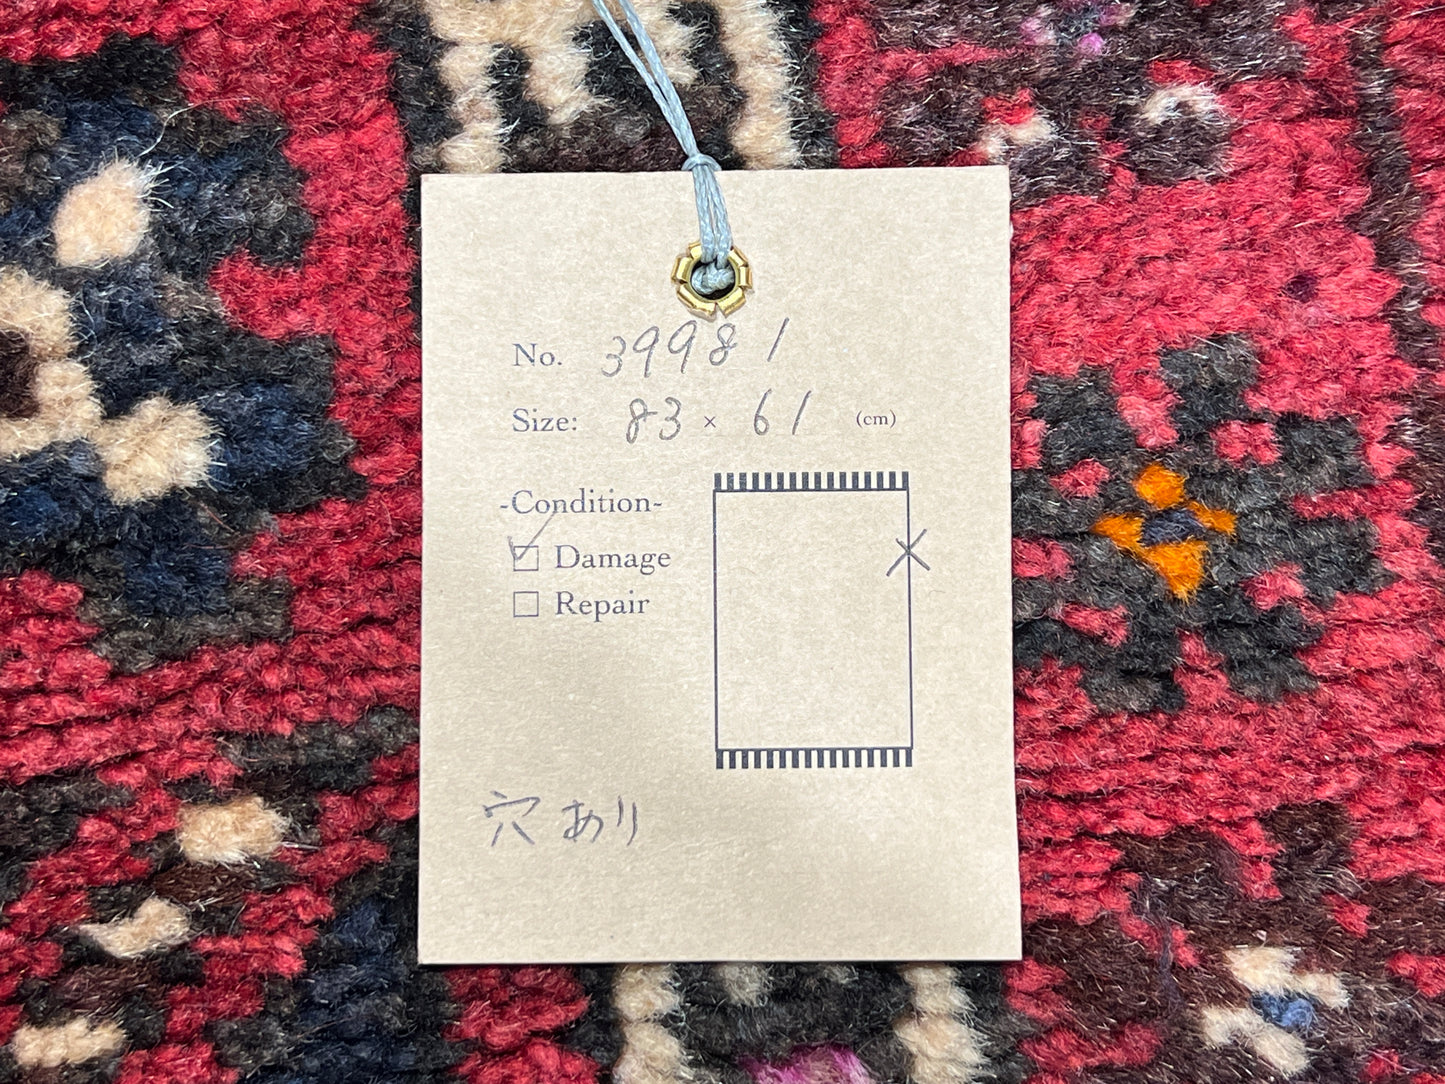 No. 39981
Size: 83 × 61 (cm)
-Condition-
☑ Damage
☐ Repair
穴あり